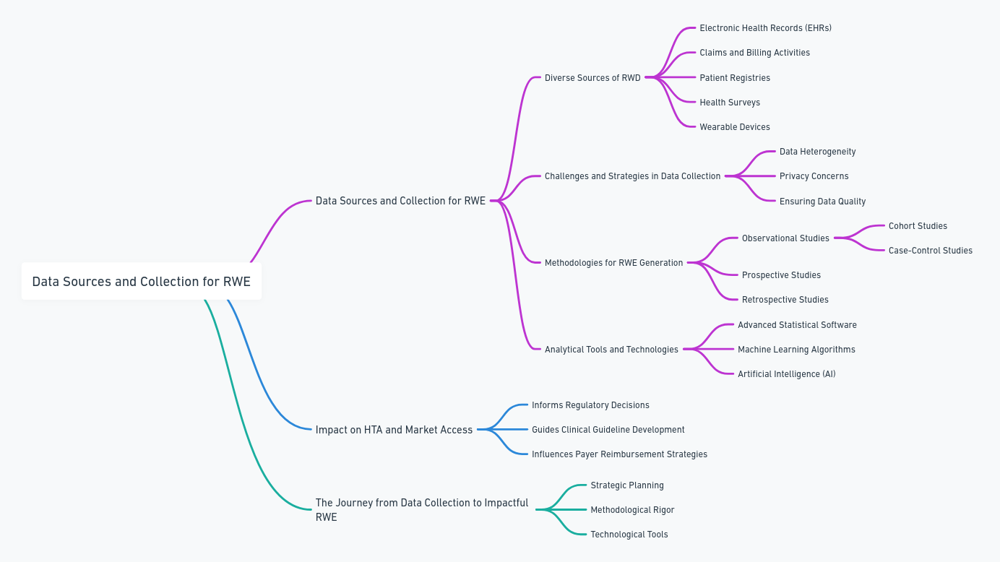 Data Sources and Collection for RWE
Data Sources and Collection for RWE
Diverse Sources of RWD
Electronic Health Records (EHRs)
Claims and Billing Activities
Patient Registries
Health Surveys
Wearable Devices
Challenges and Strategies in Data Collection
Data Heterogeneity
Privacy Concerns
Ensuring Data Quality
Methodologies for RWE Generation
Observational Studies
Cohort Studies
Case-Control Studies
Prospective Studies
Retrospective Studies
Analytical Tools and Technologies
Advanced Statistical Software
Machine Learning Algorithms
Artificial Intelligence (AI)
Impact on HTA and Market Access
Informs Regulatory Decisions
Guides Clinical Guideline Development
Influences Payer Reimbursement Strategies
The Journey from Data Collection to Impactful
RWE
Strategic Planning
Methodological Rigor
Technological Tools